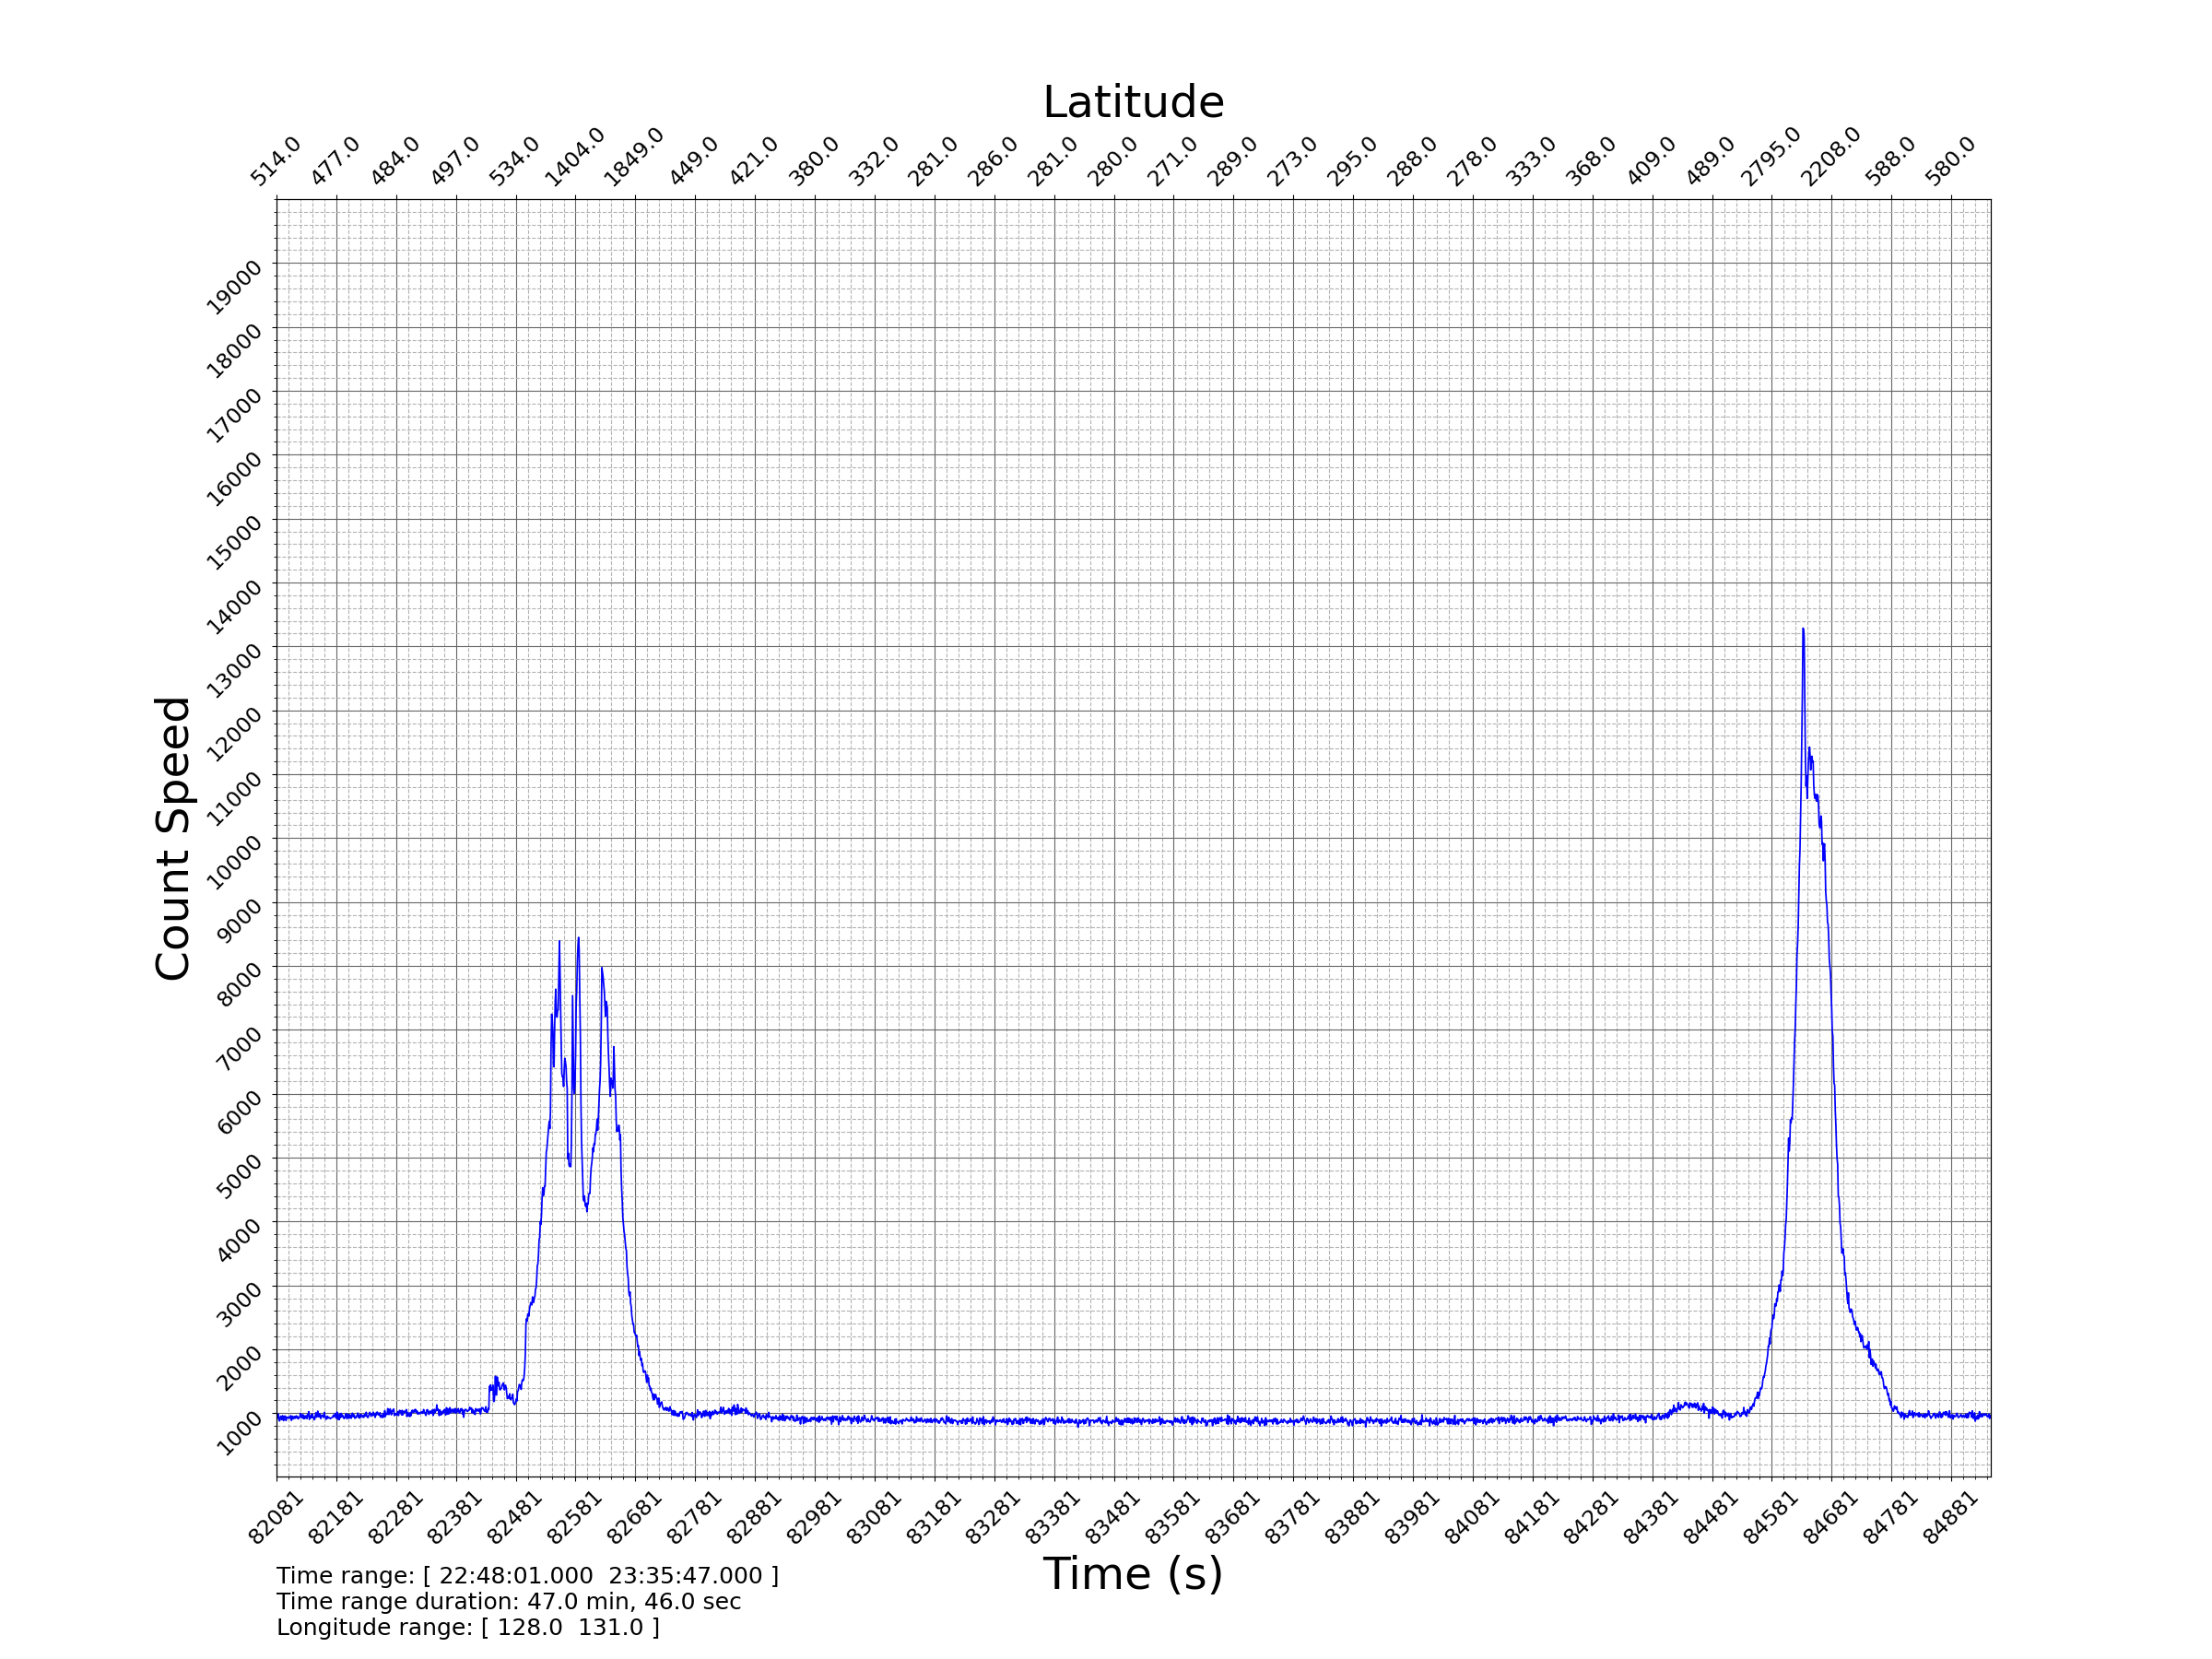 Latitude
514.0 477.0 484.0 497.0 534.0 1404.0 1849.0 449.0 421.0 380.0 332.0 281.0 286.0 281.0 280.0 271.0 289.0 273.0 295.0 288.0 278.0 333.0 368.0 409.0 489.0 2795.0 2208.0 588.0 580.0
19000
18000
17000
16000
15000
14000
13000
12000
11000
10000
9000
8000
7000
6000
5000
4000
3000
2000
1000
Count Speed
82081 82181 82281 82381 82481 82581 82681 82781 82881 82981 83081 83181 83281 83381 83481 83581 83681 83781 83881 83981 84081 84181 84281 84381 84481 84581 84681 84781 84881
Time (s)
Time range: [ 22:48:01.000  23:35:47.000 ]
Time range duration: 47.0 min, 46.0 sec
Longitude range: [ 128.0  131.0 ]